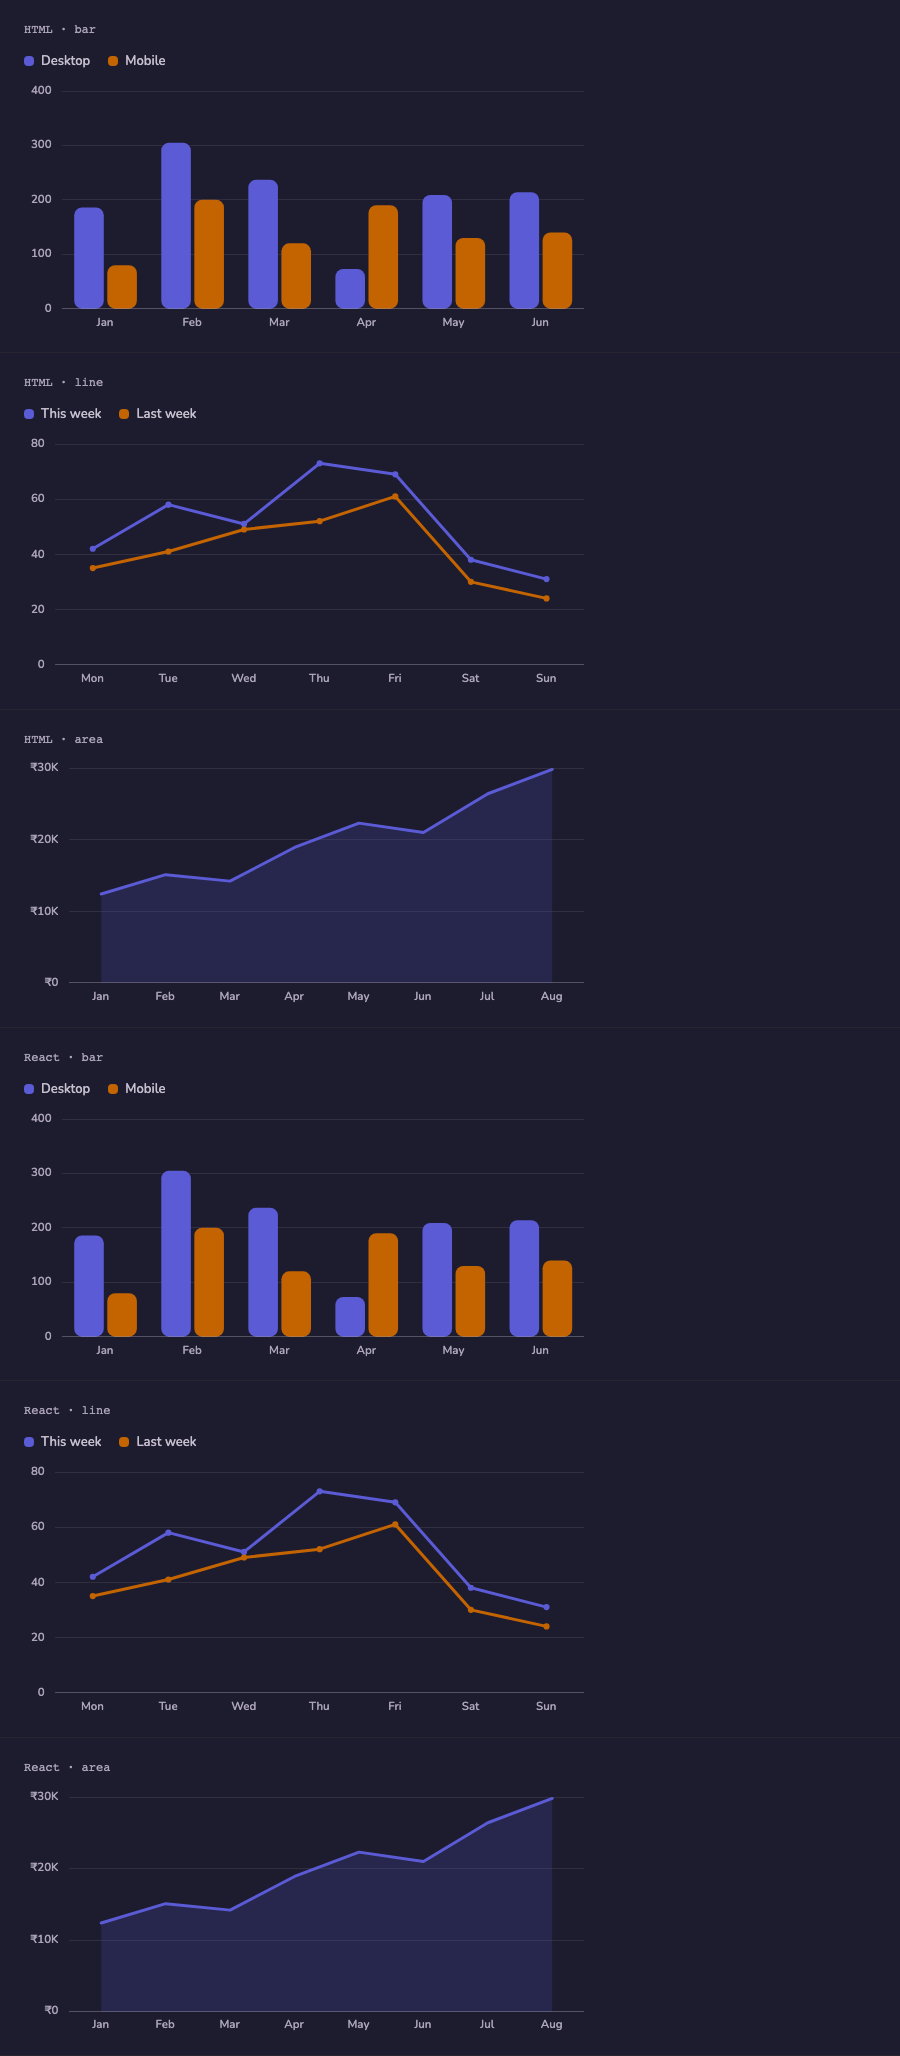 HTML · bar
Desktop Mobile
400
300
200
100
0
Jan Feb Mar Apr May Jun
HTML · line
This week Last week
80
60
40
20
0
Mon Tue Wed Thu Fri Sat Sun
HTML · area
₹30K
₹20K
₹10K
₹0
Jan Feb Mar Apr May Jun Jul Aug
React · bar
Desktop Mobile
400
300
200
100
0
Jan Feb Mar Apr May Jun
React · line
This week Last week
80
60
40
20
0
Mon Tue Wed Thu Fri Sat Sun
React · area
₹30K
₹20K
₹10K
₹0
Jan Feb Mar Apr May Jun Jul Aug